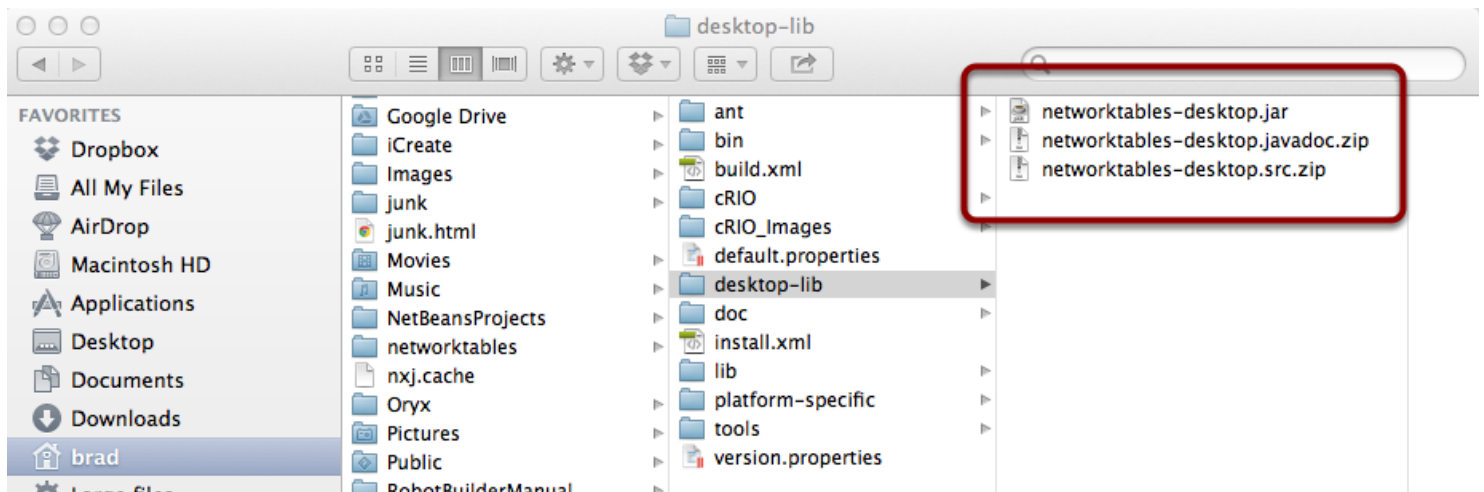 desktop-lib
FAVORITES
Dropbox
All My Files
AirDrop
Macintosh HD
Applications
Desktop
Documents
Downloads
brad
Large files
Google Drive
iCreate
Images
junk
junk.html
Movies
Music
NetBeansProjects
networktables
nxj.cache
Oryx
Pictures
Public
RobotBuilderManual
ant
bin
build.xml
cRIO
cRIO_Images
default.properties
desktop-lib
doc
install.xml
lib
platform-specific
tools
version.properties
networktables-desktop.jar
networktables-desktop.javadoc.zip
networktables-desktop.src.zip